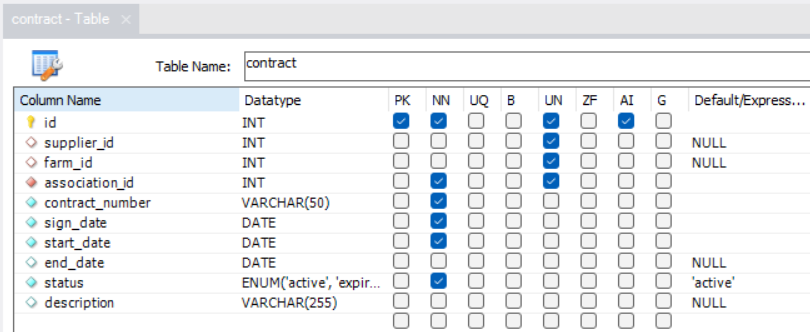 contract - Table ×
Table Name: contract
Column Name Datatype PK NN UQ B UN ZF AI G Default/Express...
id INT
supplier_id INT NULL
farm_id INT NULL
association_id INT
contract_number VARCHAR(50)
sign_date DATE
start_date DATE
end_date DATE NULL
status ENUM('active', 'expir... 'active'
description VARCHAR(255) NULL